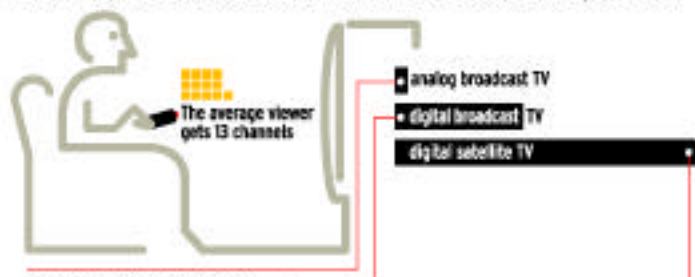 The average viewer
gets 13 channels
analog broadcast TV
digital broadcast TV
digital satellite TV